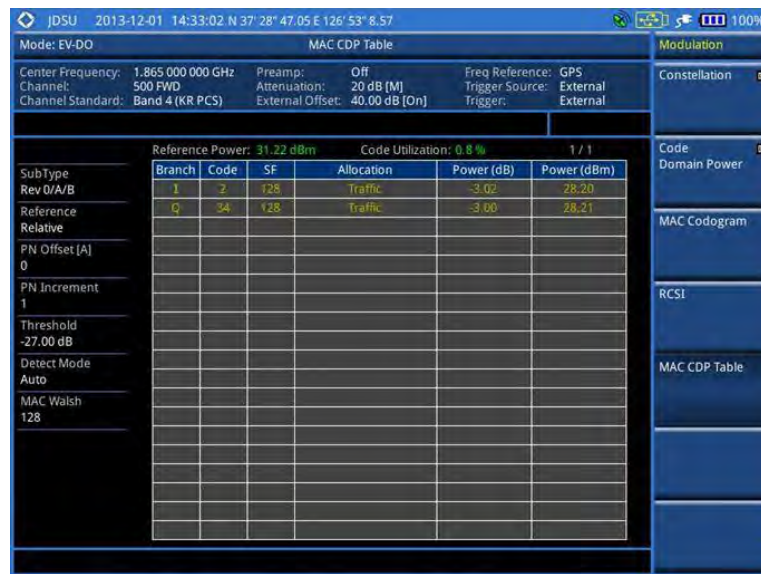 JDSU 2013-12-01 14:33:02 N 37' 28" 47.05 E 126' 53" 8.57 100%
Mode: EV-DO MAC CDP Table Modulation
Center Frequency: 1.865 000 000 GHz Preamp: Off Freq Reference: GPS
Channel: 500 FWD Attenuation: 20 dB [M] Trigger Source: External
Channel Standard: Band 4 (KR PCS) External Offset: 40.00 dB [On] Trigger: External
Constellation
Reference Power: 31.22 dBm Code Utilization: 0.8 % 1 / 1
Code
Domain Power
Branch Code SF Allocation Power (dB) Power (dBm)
I 2 128 Traffic -3.02 28.20
Q 34 128 Traffic -3.00 28.21
SubType
Rev 0/A/B
Reference
Relative
PN Offset [A]
0
PN Increment
1
Threshold
-27.00 dB
Detect Mode
Auto
MAC Walsh
128
MAC Codogram
RCSI
MAC CDP Table